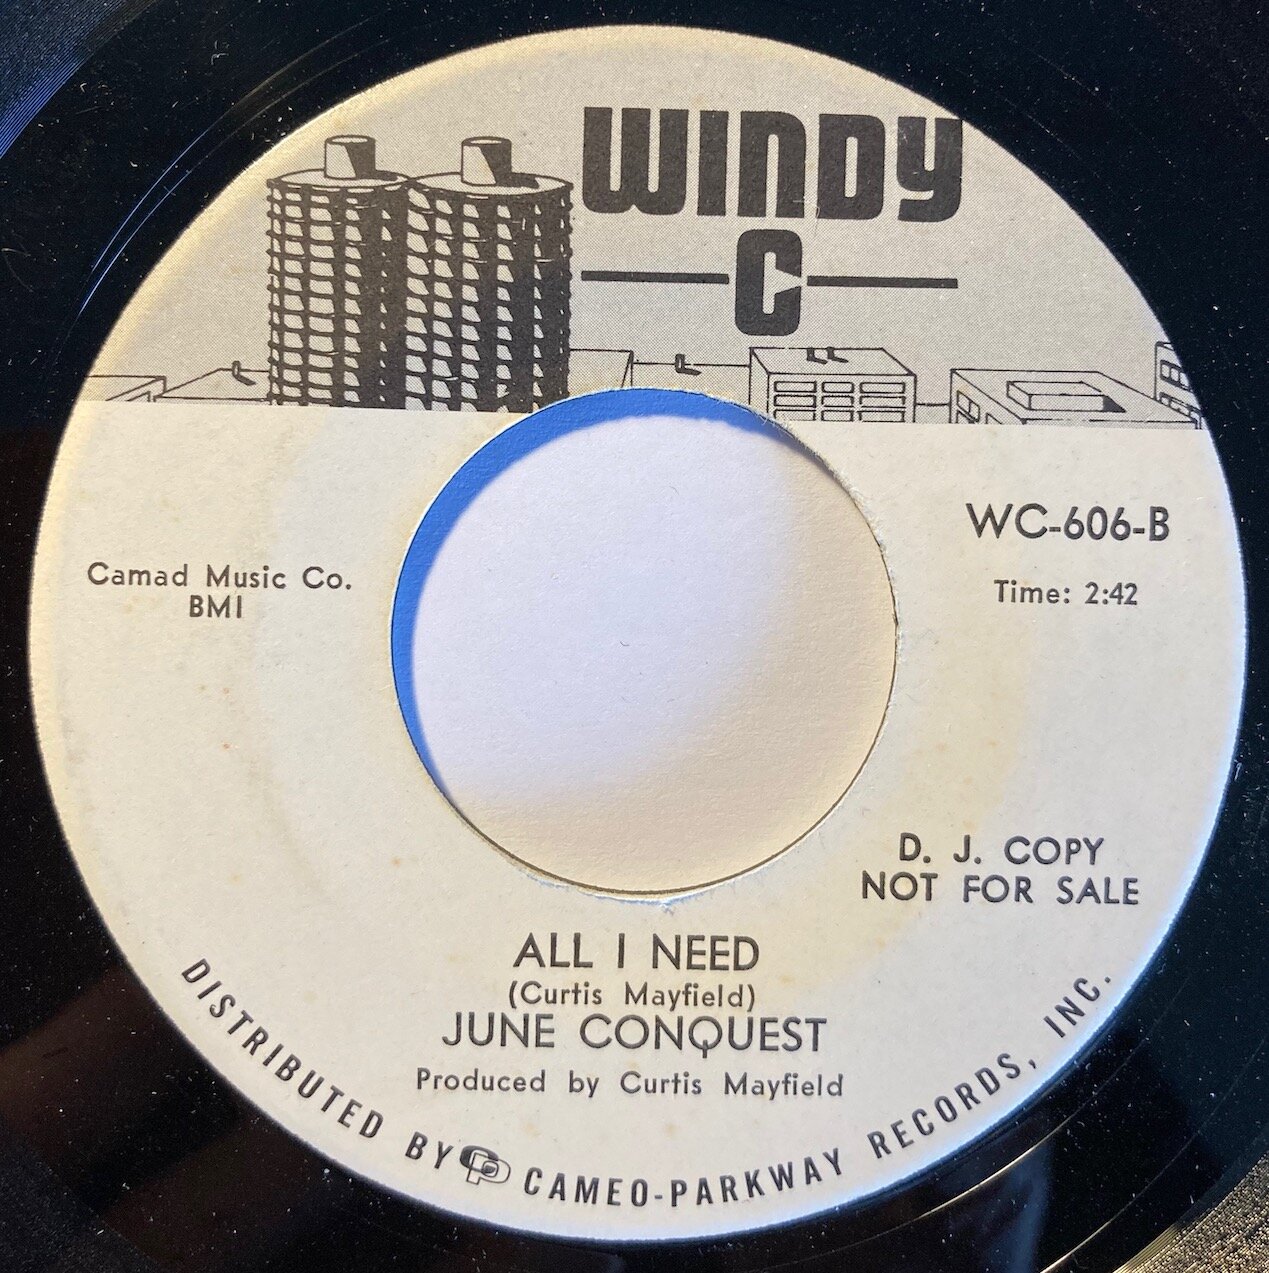 WINDY
C
WC-606-B
Time: 2:42
Camad Music Co.
BMI
D. J. COPY
NOT FOR SALE
ALL I NEED
(Curtis Mayfield)
JUNE CONQUEST
Produced by Curtis Mayfield
DISTRIBUTED BY CP CAMEO-PARKWAY RECORDS, INC.